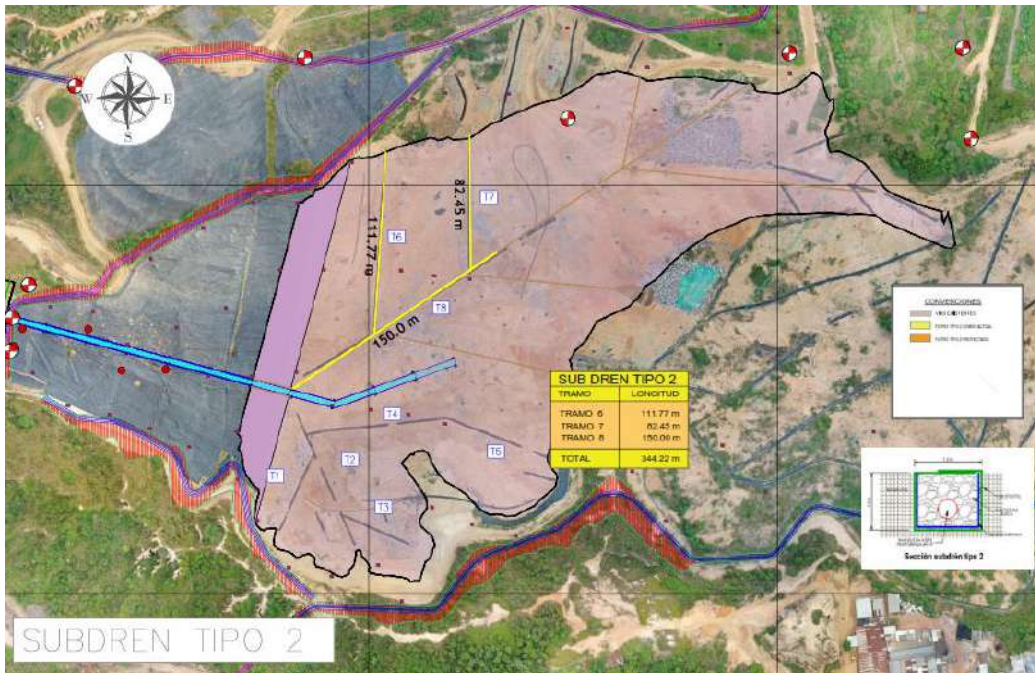 N
W E
S
82.45 m
T7
111.77 m
T6
T8
150.0 m
CONVENCIONES
SUB DREN TIPO 2
TRAMO LONGITUD
TRAMO 6 111.77 m
TRAMO 7 82.45 m
TRAMO 8 150.00 m
TOTAL 344.22 m
T4
T2
T5
T1
T3
Sección subdrén tipo 2
SUBDREN TIPO 2